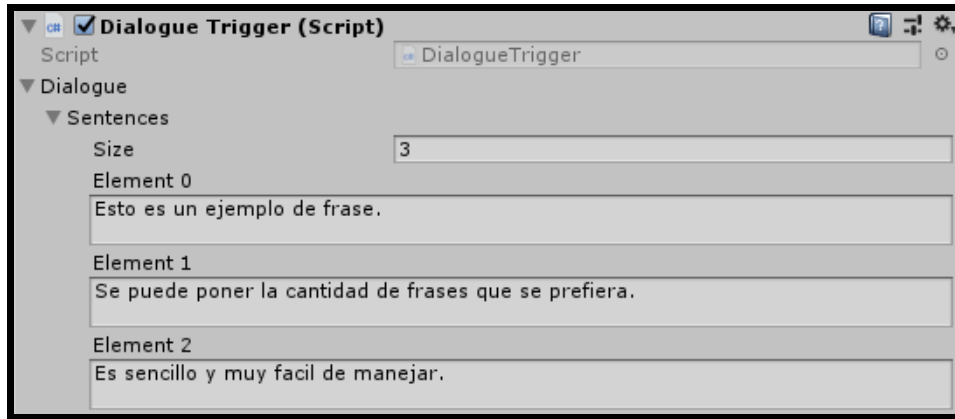 Dialogue Trigger (Script)
Script DialogueTrigger
Dialogue
Sentences
Size 3
Element 0
Esto es un ejemplo de frase.
Element 1
Se puede poner la cantidad de frases que se prefiera.
Element 2
Es sencillo y muy facil de manejar.